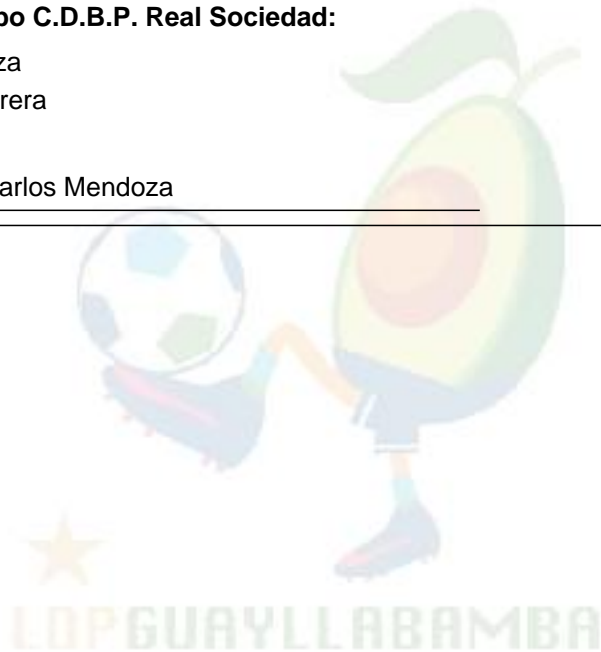 po C.D.B.P. Real Sociedad:
za
rera
arlos Mendoza
LDPGUAYLLABAMBA